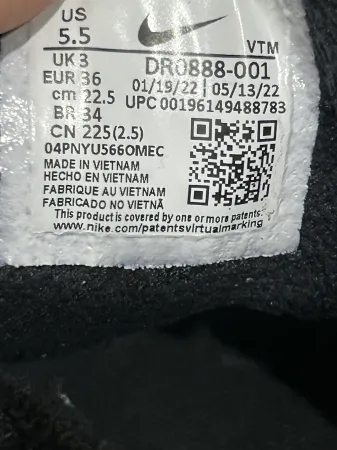 US
5.5
VTM
UK 3
DR0888-001
EUR 36
01/19/22 | 05/13/22
cm 22.5
UPC 00196149488783
BR 34
CN 225(2.5)
04PNYU566OMEC
MADE IN VIETNAM
HECHO EN VIETNAM
FABRIQUE AU VIETNAM
FABRICADO NO VIETNÃ
This product is covered by one or more patents:
www.nike.com/patentsvirtualmarking